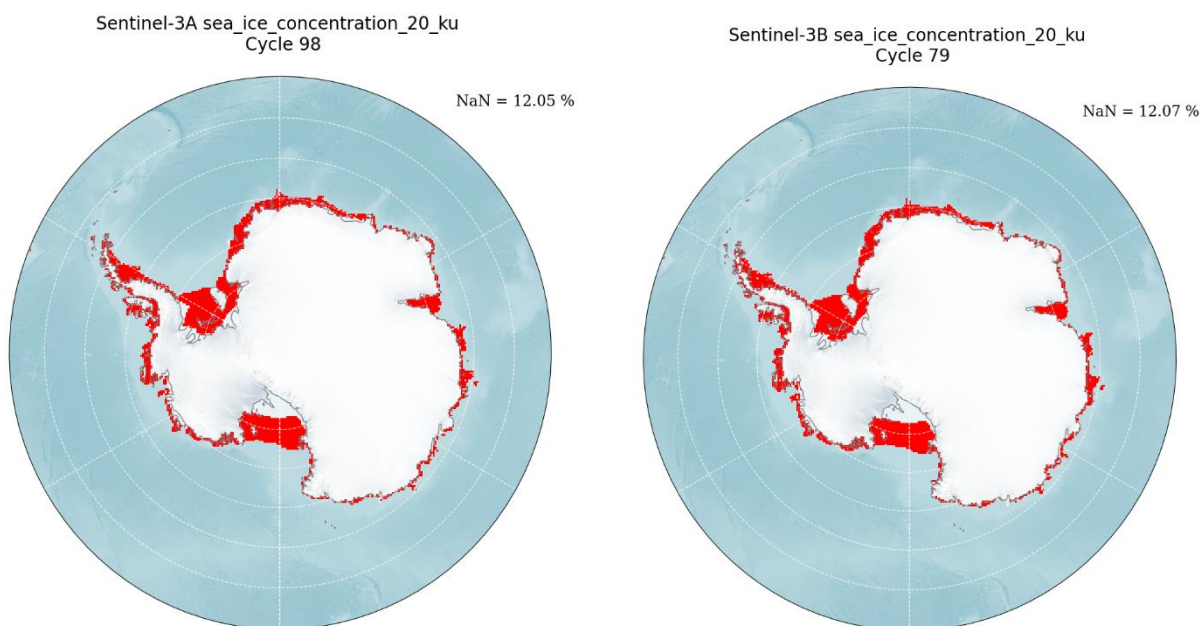 Sentinel-3A sea_ice_concentration_20_ku
Cycle 98
NaN = 12.05 %
Sentinel-3B sea_ice_concentration_20_ku
Cycle 79
NaN = 12.07 %